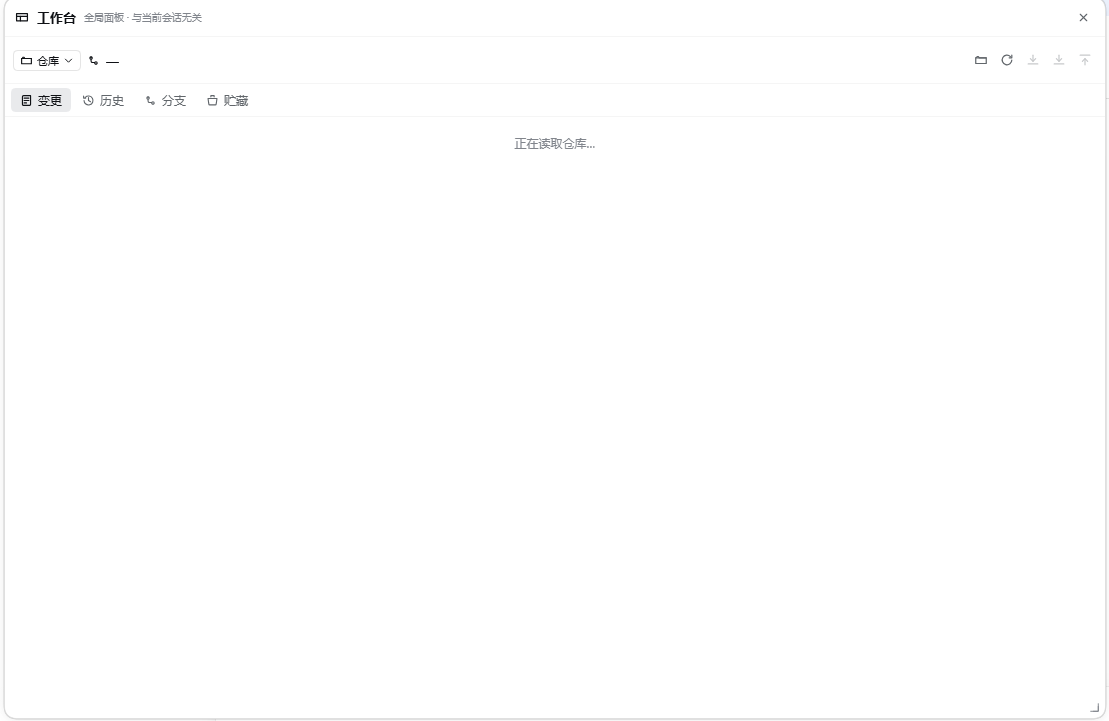 工作台 全局面板 · 与当前会话无关
仓库 —
变更 历史 分支 贮藏
正在读取仓库...